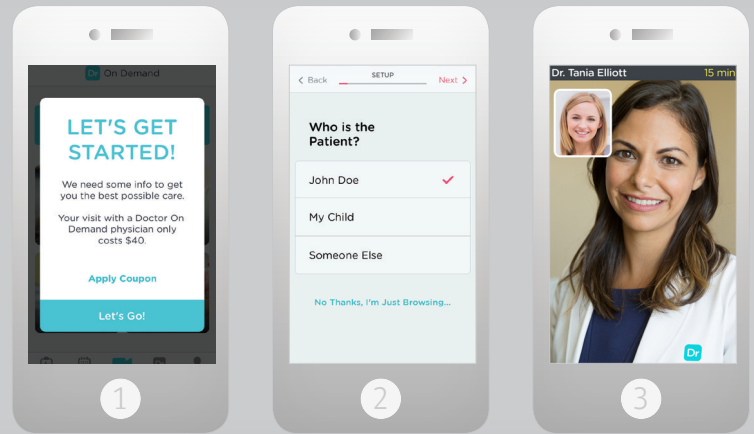 Dr On Demand
LET'S GET
STARTED!
We need some info to get
you the best possible care.
Your visit with a Doctor On
Demand physician only
costs $40.
Apply Coupon
Let's Go!
1
< Back SETUP Next >
Who is the
Patient?
John Doe
My Child
Someone Else
No Thanks, I'm Just Browsing...
2
Dr. Tania Elliott 15 min
Dr
3